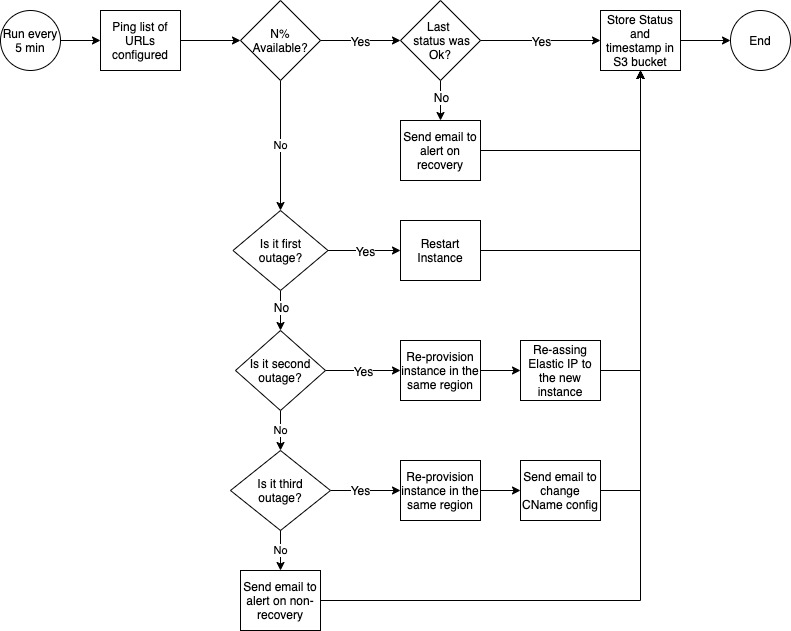 Run every
5 min
Ping list of
URLs
configured
N%
Available?
Yes
Last
status was
Ok?
Yes
Store Status
and
timestamp in
S3 bucket
End
No
Send email to
alert on
recovery
No
Is it first
outage?
Yes
Restart
Instance
No
Is it second
outage?
Yes
Re-provision
instance in the
same region
Re-assing
Elastic IP to
the new
instance
No
Is it third
outage?
Yes
Re-provision
instance in the
same region
Send email to
change
CName config
No
Send email to
alert on non-
recovery